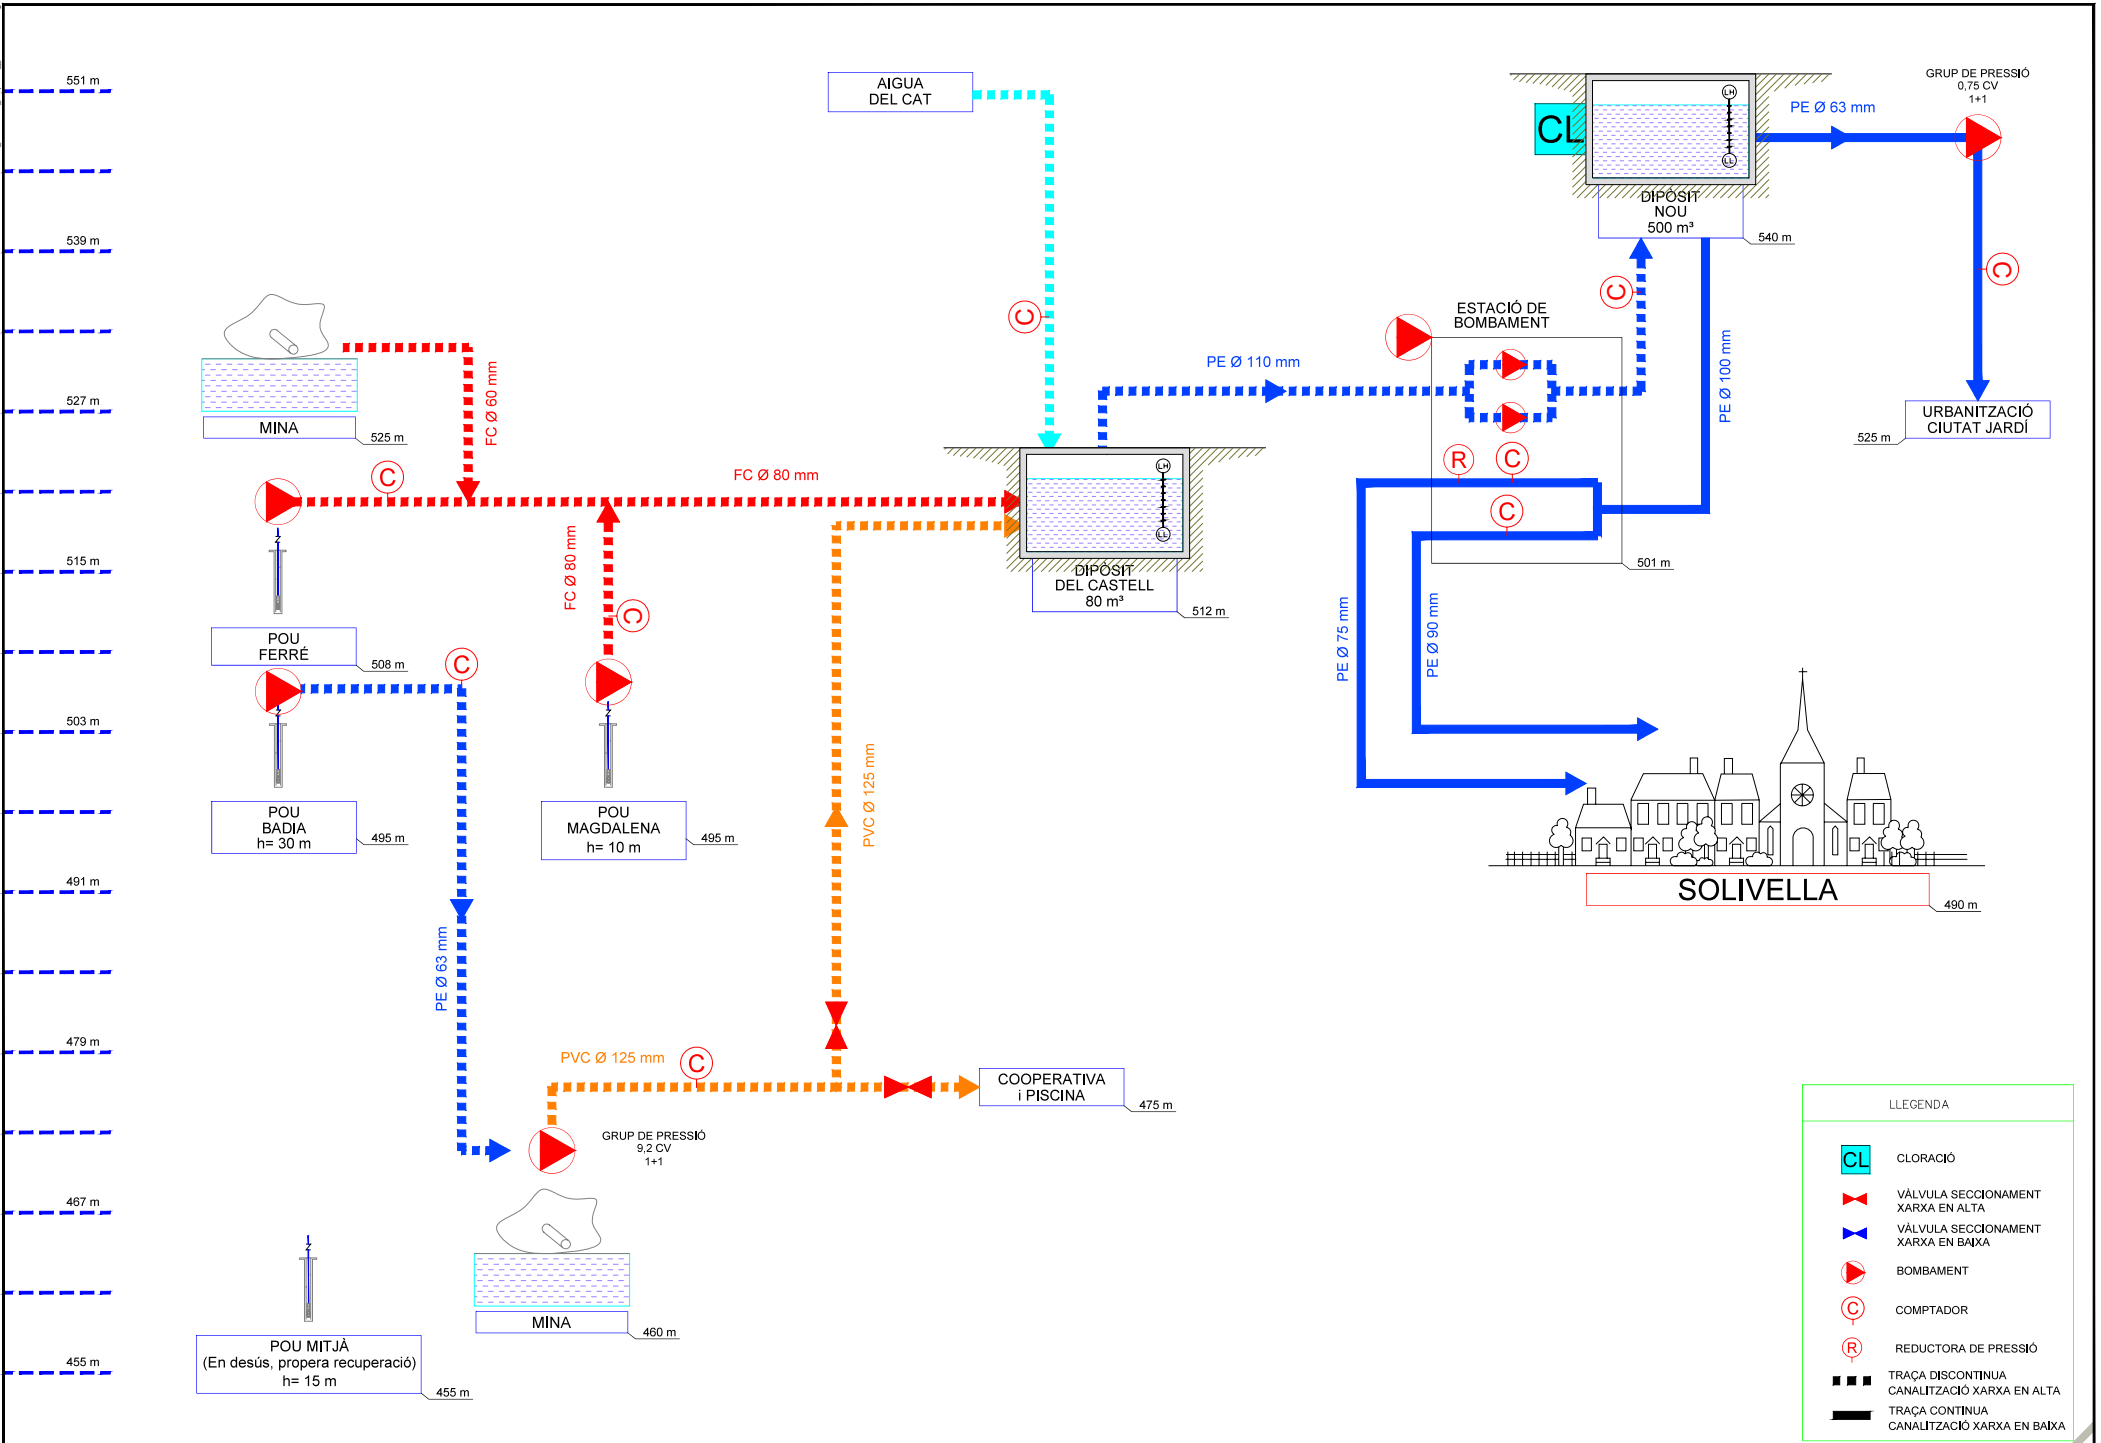 551 m
539 m
527 m
515 m
503 m
491 m
479 m
467 m
455 m
AIGUA
DEL CAT
C
MINA
525 m
FC Ø 60 mm
C
FC Ø 80 mm
FC Ø 80 mm
C
POU
FERRÉ
508 m
C
POU
BADIA
h= 30 m
495 m
POU
MAGDALENA
h= 10 m
495 m
PE Ø 63 mm
PVC Ø 125 mm
PVC Ø 125 mm
C
GRUP DE PRESSIÓ
9,2 CV
1+1
COOPERATIVA
i PISCINA
475 m
MINA
460 m
POU MITJÀ
(En desús, propera recuperació)
h= 15 m
455 m
LH
LL
DIPÒSIT
DEL CASTELL
80 m³
512 m
PE Ø 110 mm
ESTACIÓ DE
BOMBAMENT
R
C
C
501 m
C
CL
LH
LL
DIPÒSIT
NOU
500 m³
540 m
PE Ø 63 mm
GRUP DE PRESSIÓ
0,75 CV
1+1
C
PE Ø 100 mm
URBANITZACIÓ
CIUTAT JARDÍ
525 m
PE Ø 75 mm
PE Ø 90 mm
SOLIVELLA
490 m
LLEGENDA
CL
CLORACIÓ
VÀLVULA SECCIONAMENT
XARXA EN ALTA
VÀLVULA SECCIONAMENT
XARXA EN BAIXA
BOMBAMENT
C
COMPTADOR
R
REDUCTORA DE PRESSIÓ
TRAÇA DISCONTINUA
CANALITZACIÓ XARXA EN ALTA
TRAÇA CONTINUA
CANALITZACIÓ XARXA EN BAIXA